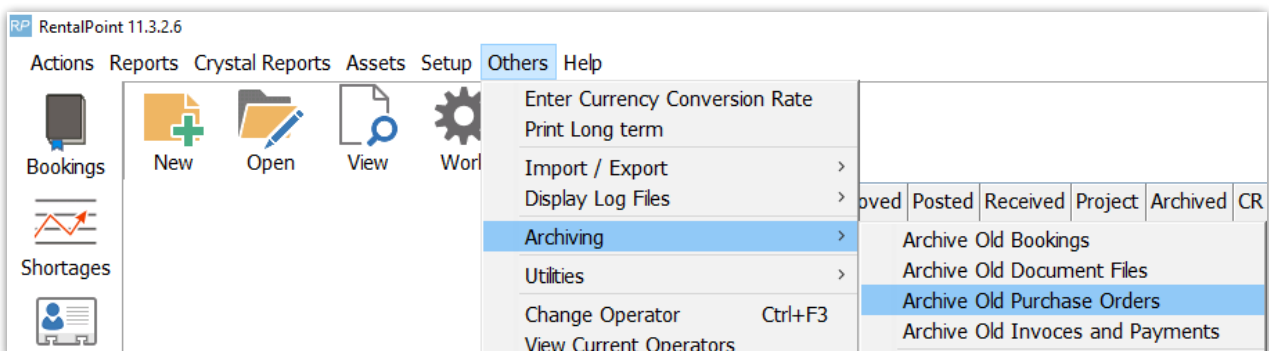 RP RentalPoint 11.3.2.6
Actions Reports Crystal Reports Assets Setup Others Help
Bookings
New
Open
View
Shortages
Enter Currency Conversion Rate
Print Long term
Import / Export
Display Log Files
Archiving
Utilities
Change Operator Ctrl+F3
View Current Operators
Posted Received Project Archived CR
Archive Old Bookings
Archive Old Document Files
Archive Old Purchase Orders
Archive Old Invoces and Payments